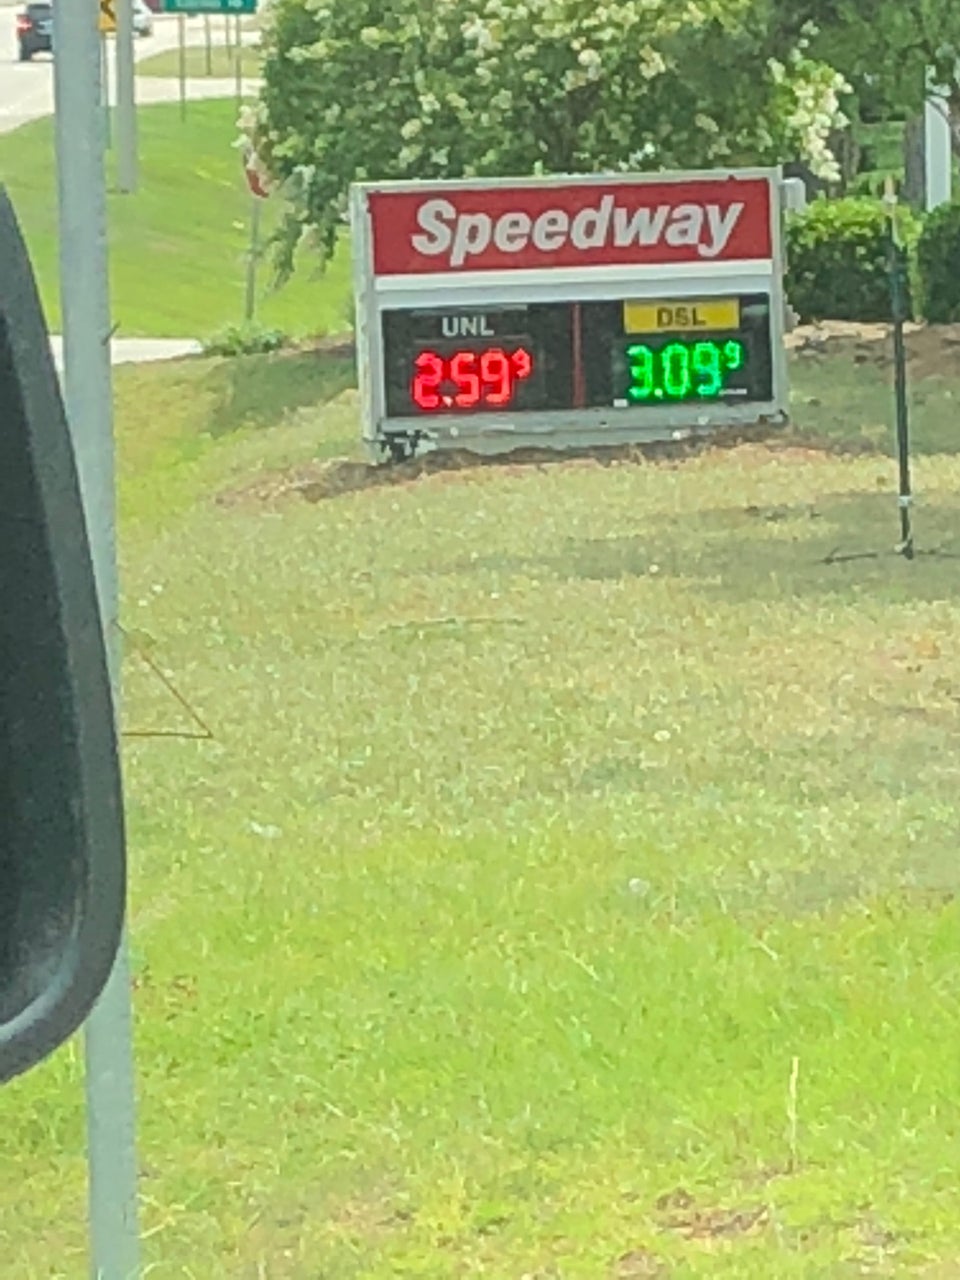 Speedway
UNL DSL
2.59⁹ 3.09⁹